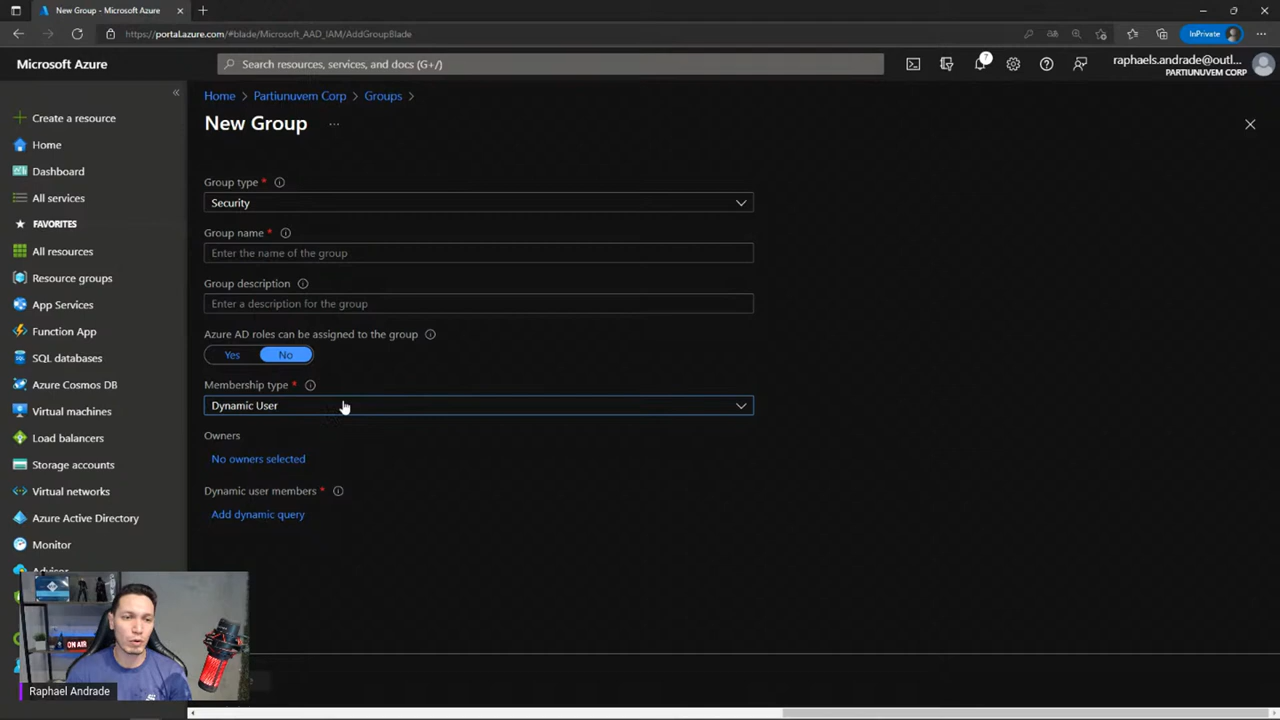 New Group - Microsoft Azure
https://portal.azure.com/#blade/Microsoft_AAD_IAM/AddGroupBlade
InPrivate
Microsoft Azure
Search resources, services, and docs (G+/)
7
raphaels.andrade@outl...
PARTIUNUVEM CORP
Home > Partiunuvem Corp > Groups >
New Group ...
Create a resource
Home
Dashboard
All services
FAVORITES
All resources
Resource groups
App Services
Function App
SQL databases
Azure Cosmos DB
Virtual machines
Load balancers
Storage accounts
Virtual networks
Azure Active Directory
Monitor
Advisor
Group type *
Security
Group name *
Enter the name of the group
Group description
Enter a description for the group
Azure AD roles can be assigned to the group
Yes No
Membership type *
Dynamic User
Owners
No owners selected
Dynamic user members *
Add dynamic query
ON AIR
Raphael Andrade